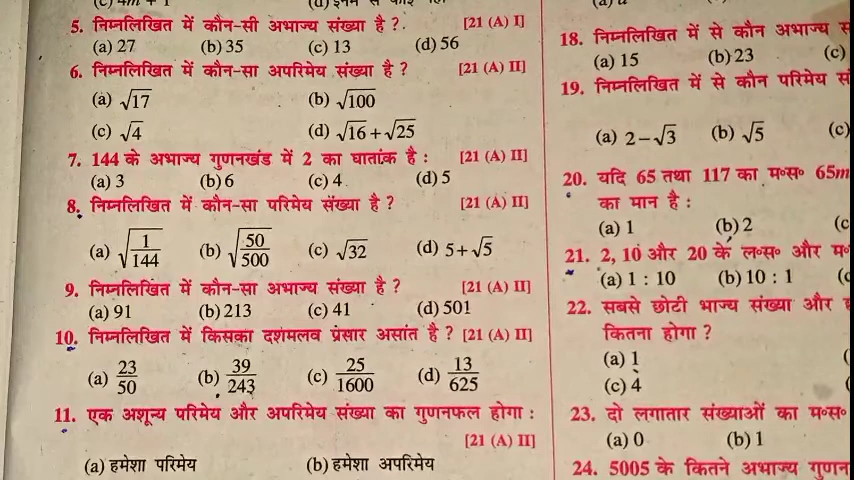 5. निम्नलिखित में कौन-सी अभाज्य संख्या है ? [21 (A) I]
(a) 27 (b) 35 (c) 13 (d) 56
6. निम्नलिखित में कौन-सा अपरिमेय संख्या है ? [21 (A) II]
(a) √17 (b) √100
(c) √4 (d) √16+√25
7. 144 के अभाज्य गुणनखंड में 2 का घातांक है : [21 (A) II]
(a) 3 (b) 6 (c) 4 (d) 5
8. निम्नलिखित में कौन-सा परिमेय संख्या है ? [21 (A) II]
(a) √(1/144) (b) √(50/500) (c) √32 (d) 5+√5
9. निम्नलिखित में कौन-सा अभाज्य संख्या है ? [21 (A) II]
(a) 91 (b) 213 (c) 41 (d) 501
10. निम्नलिखित में किसका दशमलव प्रसार असांत है ? [21 (A) II]
(a) 23/50 (b) 39/243 (c) 25/1600 (d) 13/625
11. एक अशून्य परिमेय और अपरिमेय संख्या का गुणनफल होगा :
[21 (A) II]
(a) हमेशा परिमेय (b) हमेशा अपरिमेय
18. निम्नलिखित में से कौन अभाज्य
(a) 15 (b) 23 (c)
19. निम्नलिखित में से कौन परिमेय
(a) 2−√3 (b) √5 (c)
20. यदि 65 तथा 117 का म०स० 65m
का मान है :
(a) 1 (b) 2
21. 2, 10 और 20 के ल०स० और म०
(a) 1 : 10 (b) 10 : 1
22. सबसे छोटी भाज्य संख्या और
कितना होगा ?
(a) 1
(c) 4
23. दो लगातार संख्याओं का म०स०
(a) 0 (b) 1
24. 5005 के कितने अभाज्य गुणन